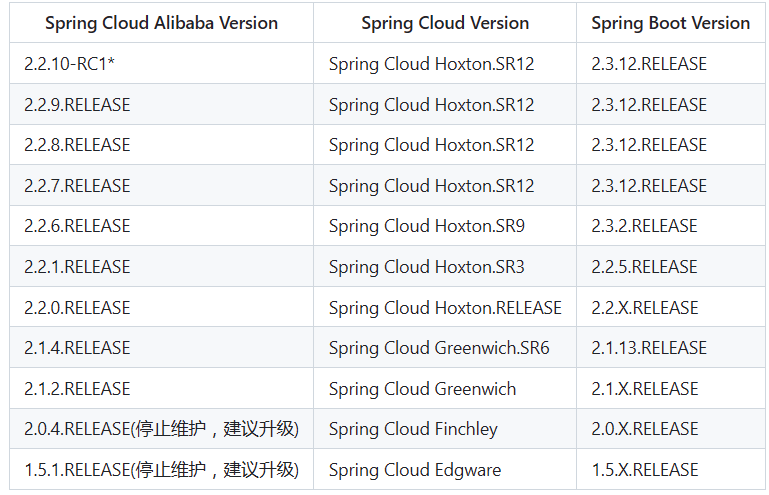 Spring Cloud Alibaba Version Spring Cloud Version Spring Boot Version
2.2.10-RC1* Spring Cloud Hoxton.SR12 2.3.12.RELEASE
2.2.9.RELEASE Spring Cloud Hoxton.SR12 2.3.12.RELEASE
2.2.8.RELEASE Spring Cloud Hoxton.SR12 2.3.12.RELEASE
2.2.7.RELEASE Spring Cloud Hoxton.SR12 2.3.12.RELEASE
2.2.6.RELEASE Spring Cloud Hoxton.SR9 2.3.2.RELEASE
2.2.1.RELEASE Spring Cloud Hoxton.SR3 2.2.5.RELEASE
2.2.0.RELEASE Spring Cloud Hoxton.RELEASE 2.2.X.RELEASE
2.1.4.RELEASE Spring Cloud Greenwich.SR6 2.1.13.RELEASE
2.1.2.RELEASE Spring Cloud Greenwich 2.1.X.RELEASE
2.0.4.RELEASE(停止维护，建议升级) Spring Cloud Finchley 2.0.X.RELEASE
1.5.1.RELEASE(停止维护，建议升级) Spring Cloud Edgware 1.5.X.RELEASE